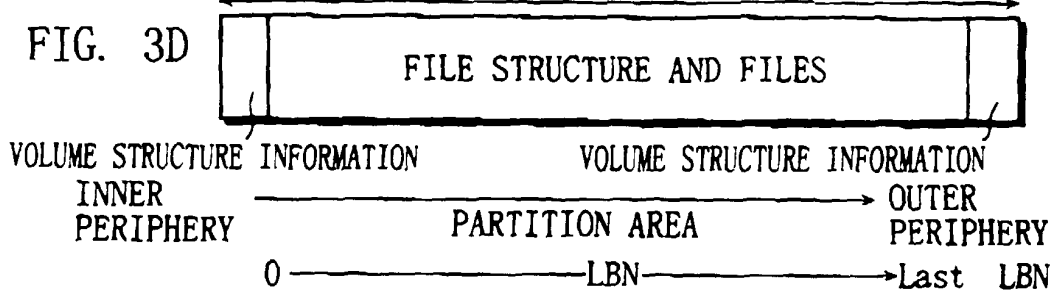 FIG. 3D
FILE STRUCTURE AND FILES
VOLUME STRUCTURE INFORMATION
VOLUME STRUCTURE INFORMATION
INNER PERIPHERY
OUTER PERIPHERY
PARTITION AREA
0 LBN Last LBN